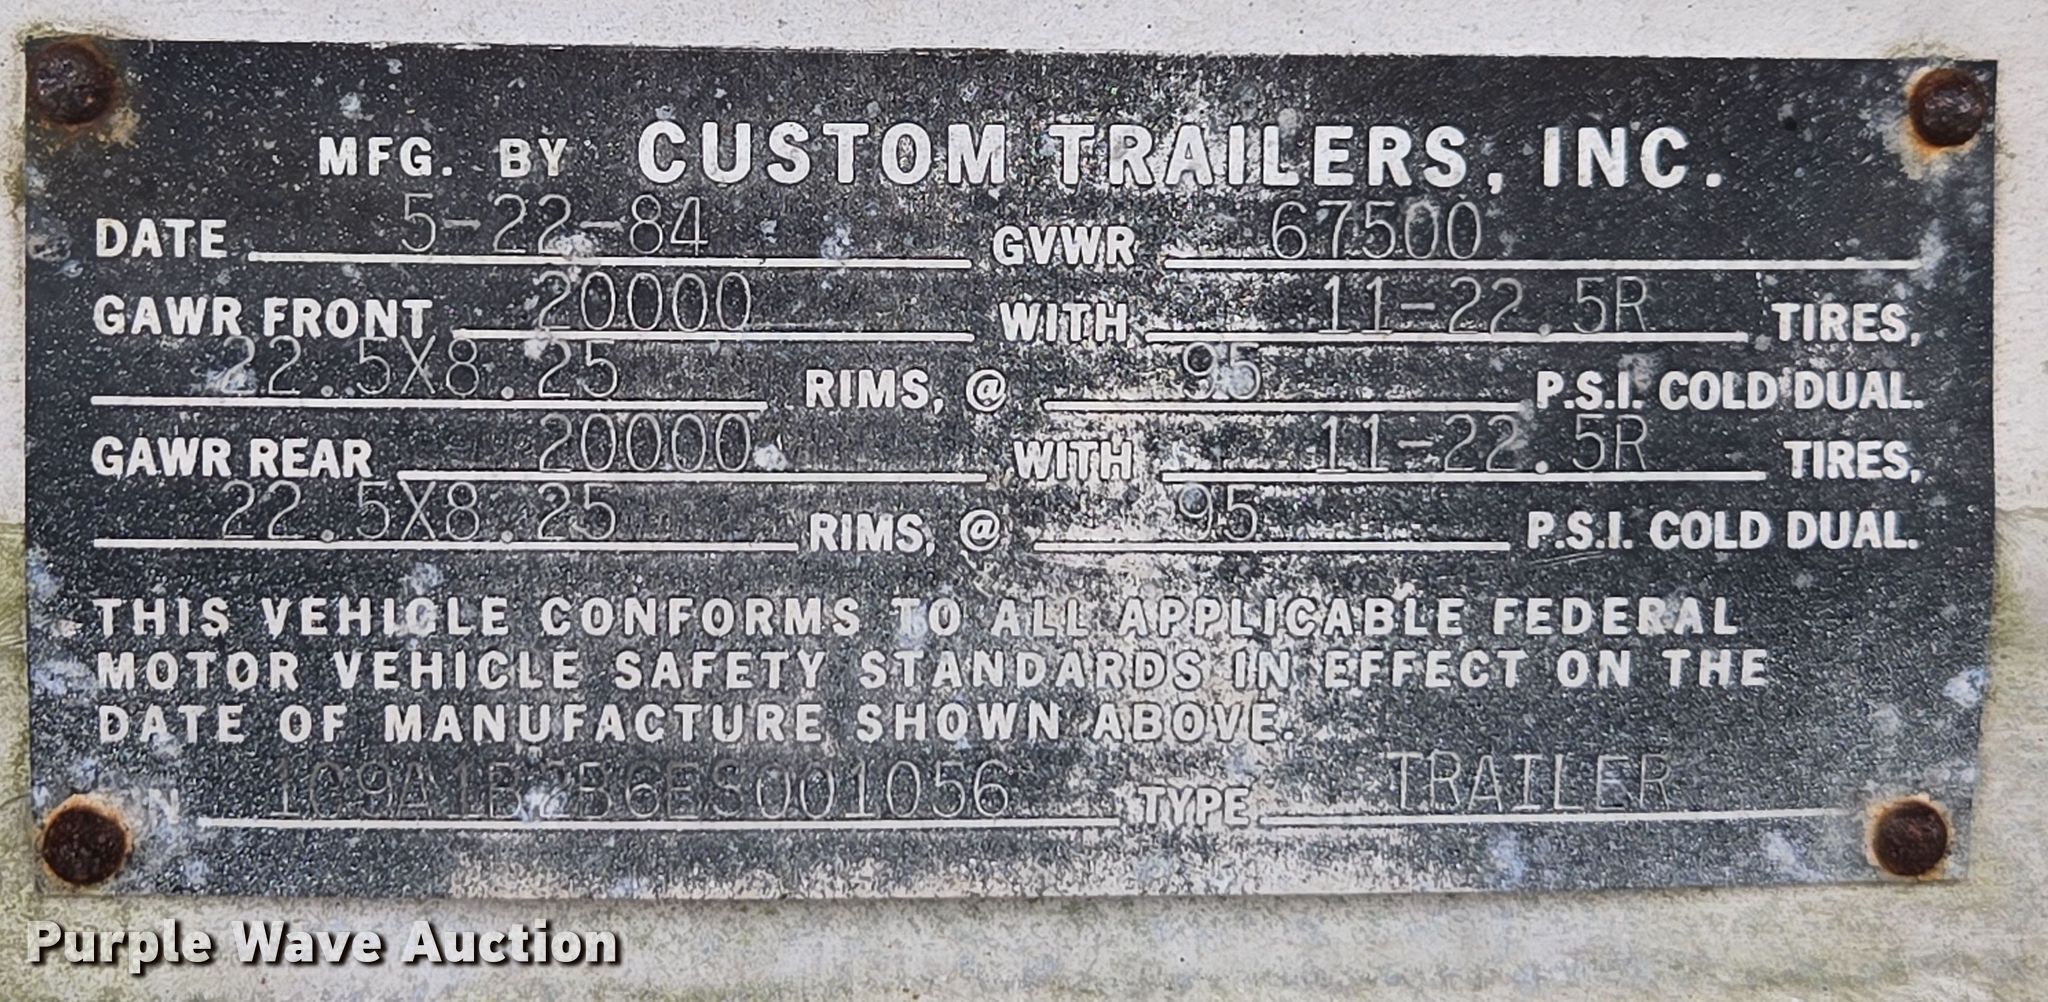 MFG. BY CUSTOM TRAILERS, INC.
DATE 5-22-84 GVWR 67500
GAWR FRONT 20000 WITH 11-22.5R TIRES,
22.5X8.25 RIMS, @ 95 P.S.I. COLD DUAL.
GAWR REAR 20000 WITH 11-22.5R TIRES,
22.5X8.25 RIMS, @ 95 P.S.I. COLD DUAL.
THIS VEHICLE CONFORMS TO ALL APPLICABLE FEDERAL
MOTOR VEHICLE SAFETY STANDARDS IN EFFECT ON THE
DATE OF MANUFACTURE SHOWN ABOVE.
TYPE TRAILER
Purple Wave Auction